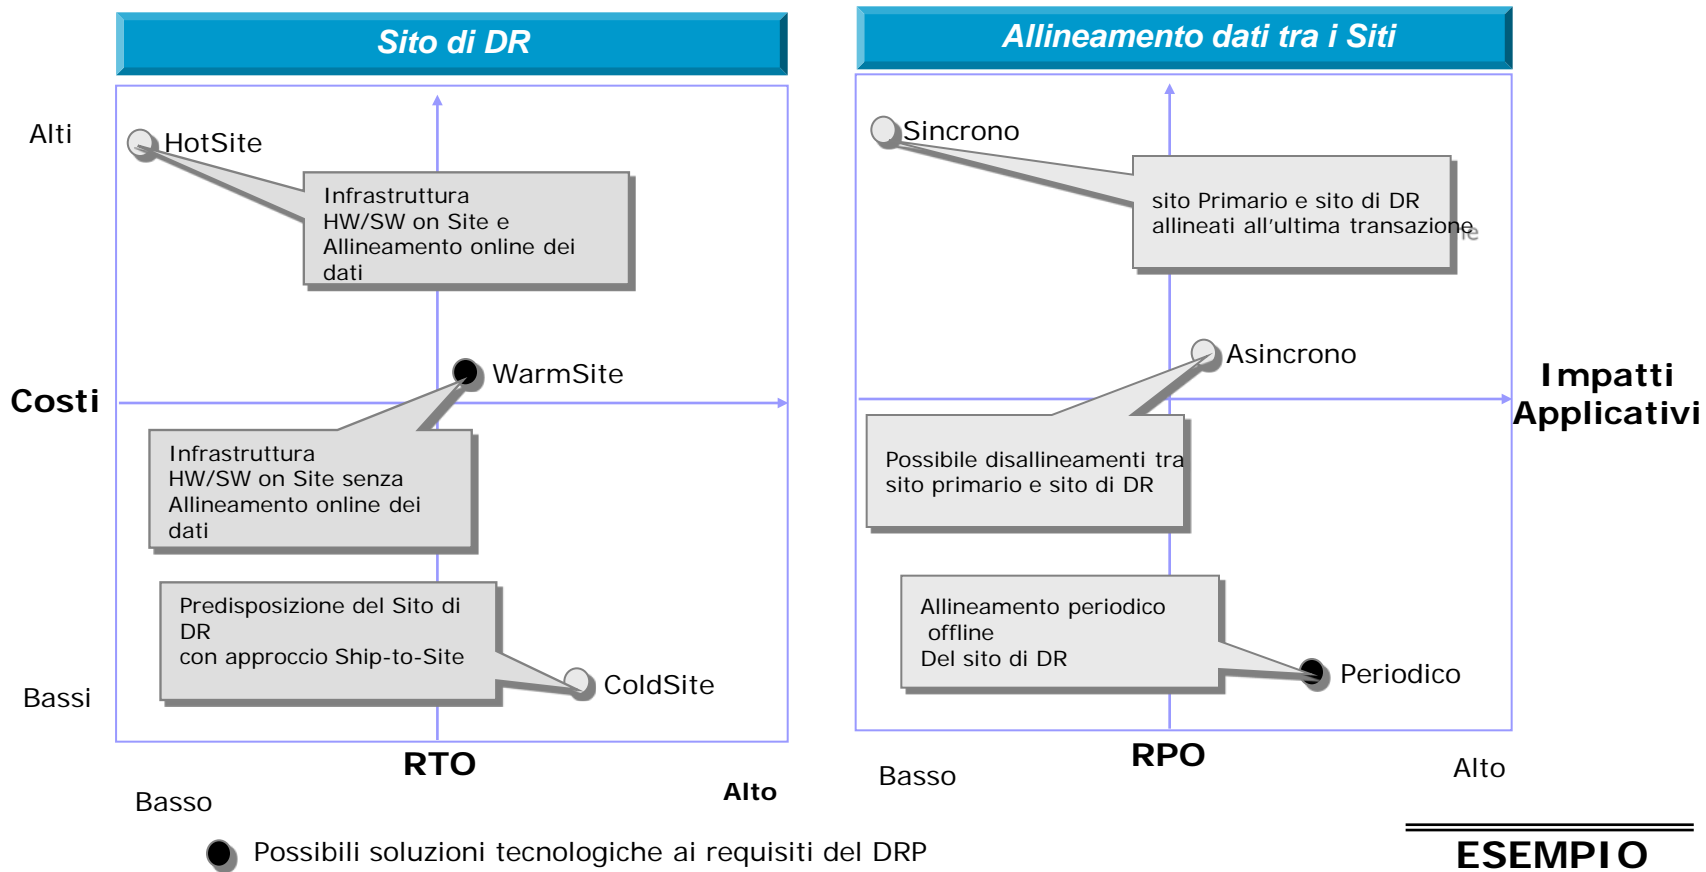 Sito di DR
Alti
HotSite
Infrastruttura
HW/SW on Site e
Allineamento online dei
dati
WarmSite
Costi
Infrastruttura
HW/SW on Site senza
Allineamento online dei
dati
Predisposizione del Sito di
DR
con approccio Ship-to-Site
ColdSite
Bassi
RTO
Basso
Alto
Allineamento dati tra i Siti
Sincrono
sito Primario e sito di DR
allineati all'ultima transazione
Asincrono
Impatti
Applicativi
Possibile disallineamenti tra
sito primario e sito di DR
Allineamento periodico
offline
Del sito di DR
Periodico
RPO
Basso
Alto
Possibili soluzioni tecnologiche ai requisiti del DRP
ESEMPIO